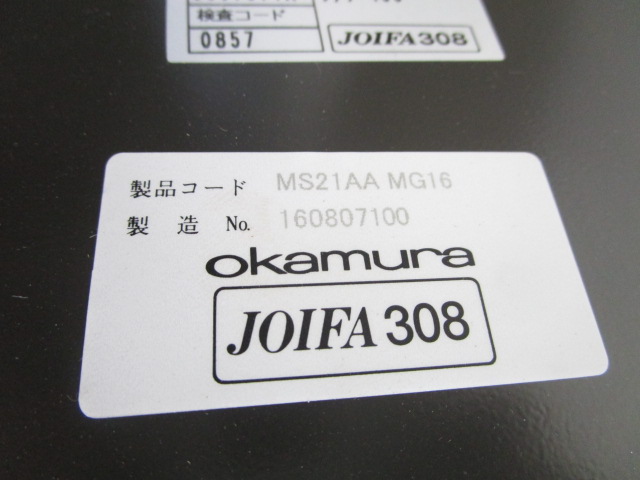 検査コード
0857
JOIFA308
製品コード MS21AA MG16
製造 No. 160807100
okamura
JOIFA 308